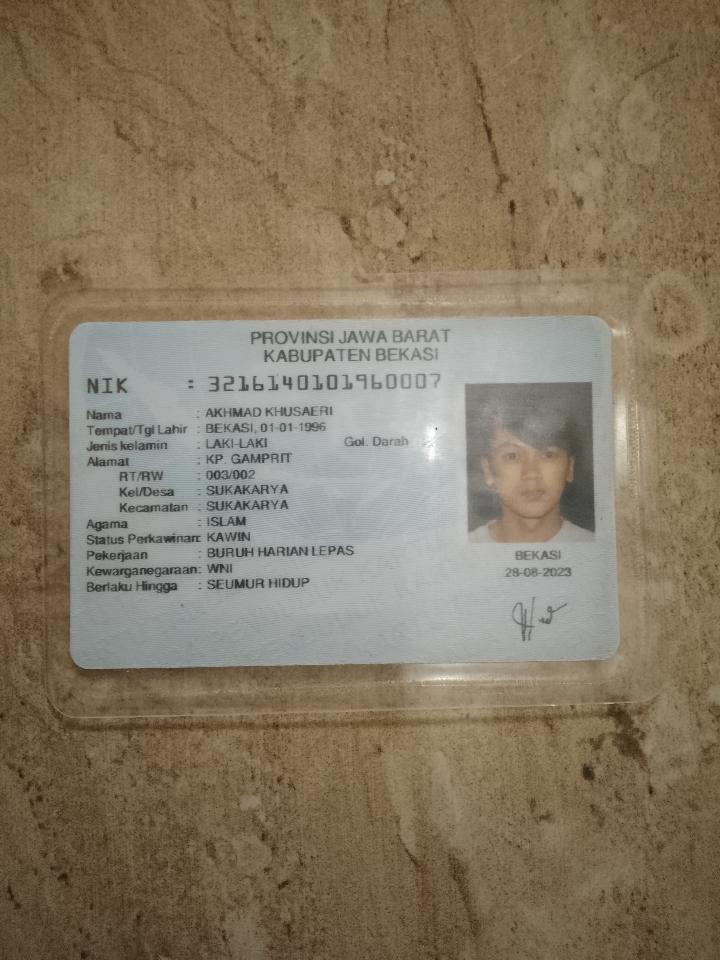 PROVINSI JAWA BARAT
KABUPATEN BEKASI
NIK : 3216140101960007
Nama : AKHMAD KHUSAERI
Tempat/Tgl Lahir : BEKASI, 01-01-1996
Jenis kelamin : LAKI-LAKI Gol. Darah :
Alamat : KP. GAMPRIT
RT/RW : 003/002
Kel/Desa : SUKAKARYA
Kecamatan : SUKAKARYA
Agama : ISLAM
Status Perkawinan: KAWIN
Pekerjaan : BURUH HARIAN LEPAS
Kewarganegaraan: WNI
Berlaku Hingga : SEUMUR HIDUP
BEKASI
28-08-2023